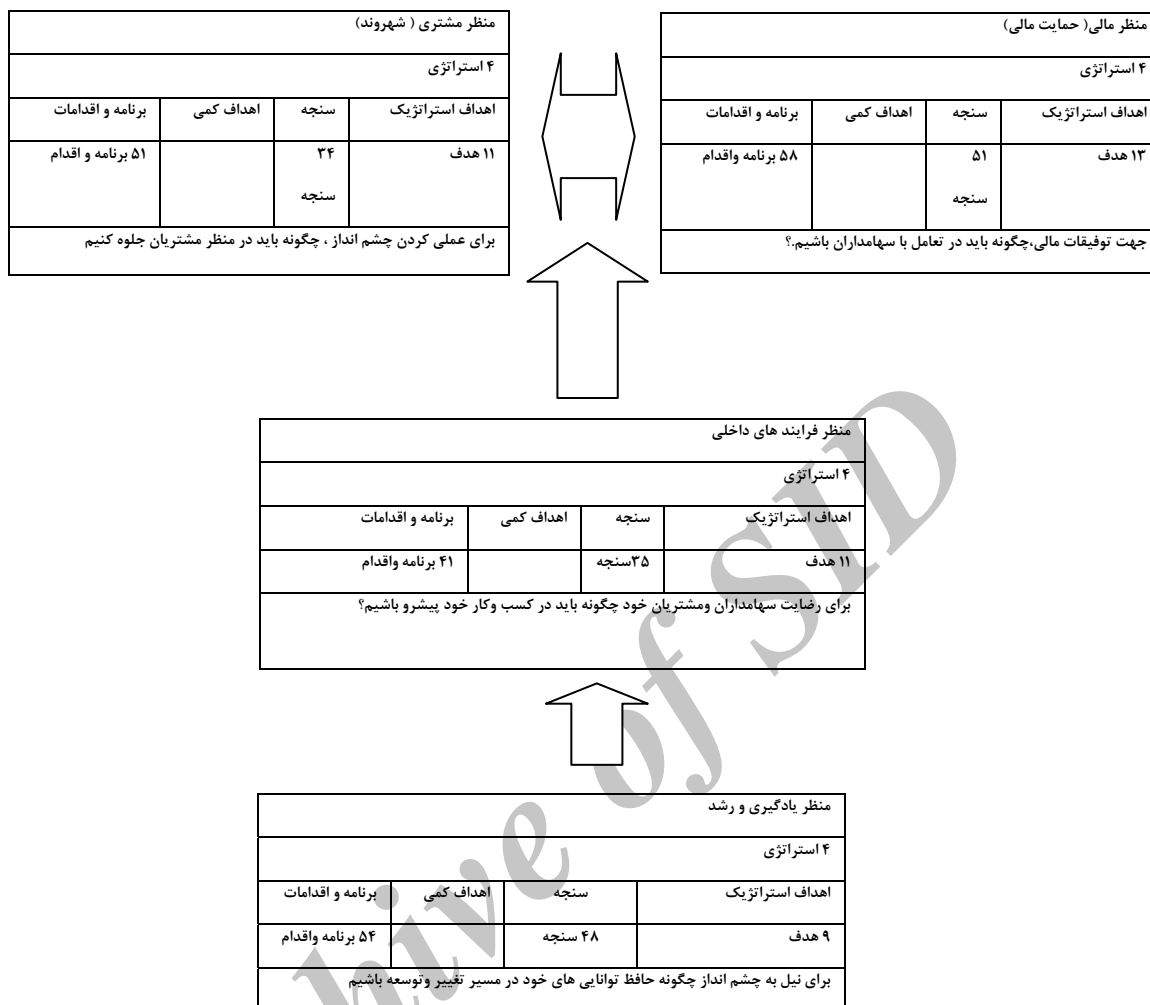 منظر مالی( حمایت مالی)
۴ استراتژی
اهداف استراتژیک سنجه اهداف کمی برنامه و اقدامات
۱۳ هدف ۵۱ سنجه ۵۸ برنامه واقدام
جهت توفیقات مالی،چگونه باید در تعامل با سهامداران باشیم.؟
منظر مشتری ( شهروند)
۴ استراتژی
اهداف استراتژیک سنجه اهداف کمی برنامه و اقدامات
۱۱ هدف ۳۴ سنجه ۵۱ برنامه و اقدام
برای عملی کردن چشم انداز ، چگونه باید در منظر مشتریان جلوه کنیم
منظر فرایند های داخلی
۴ استراتژی
اهداف استراتژیک سنجه اهداف کمی برنامه و اقدامات
۱۱ هدف ۳۵سنجه ۴۱ برنامه واقدام
برای رضایت سهامداران ومشتریان خود چگونه باید در کسب وکار خود پیشرو باشیم؟
منظر یادگیری و رشد
۴ استراتژی
اهداف استراتژیک سنجه اهداف کمی برنامه و اقدامات
۹ هدف ۴۸ سنجه ۵۴ برنامه واقدام
برای نیل به چشم انداز چگونه حافظ توانایی های خود در مسیر تغییر وتوسعه باشیم
hive of SID